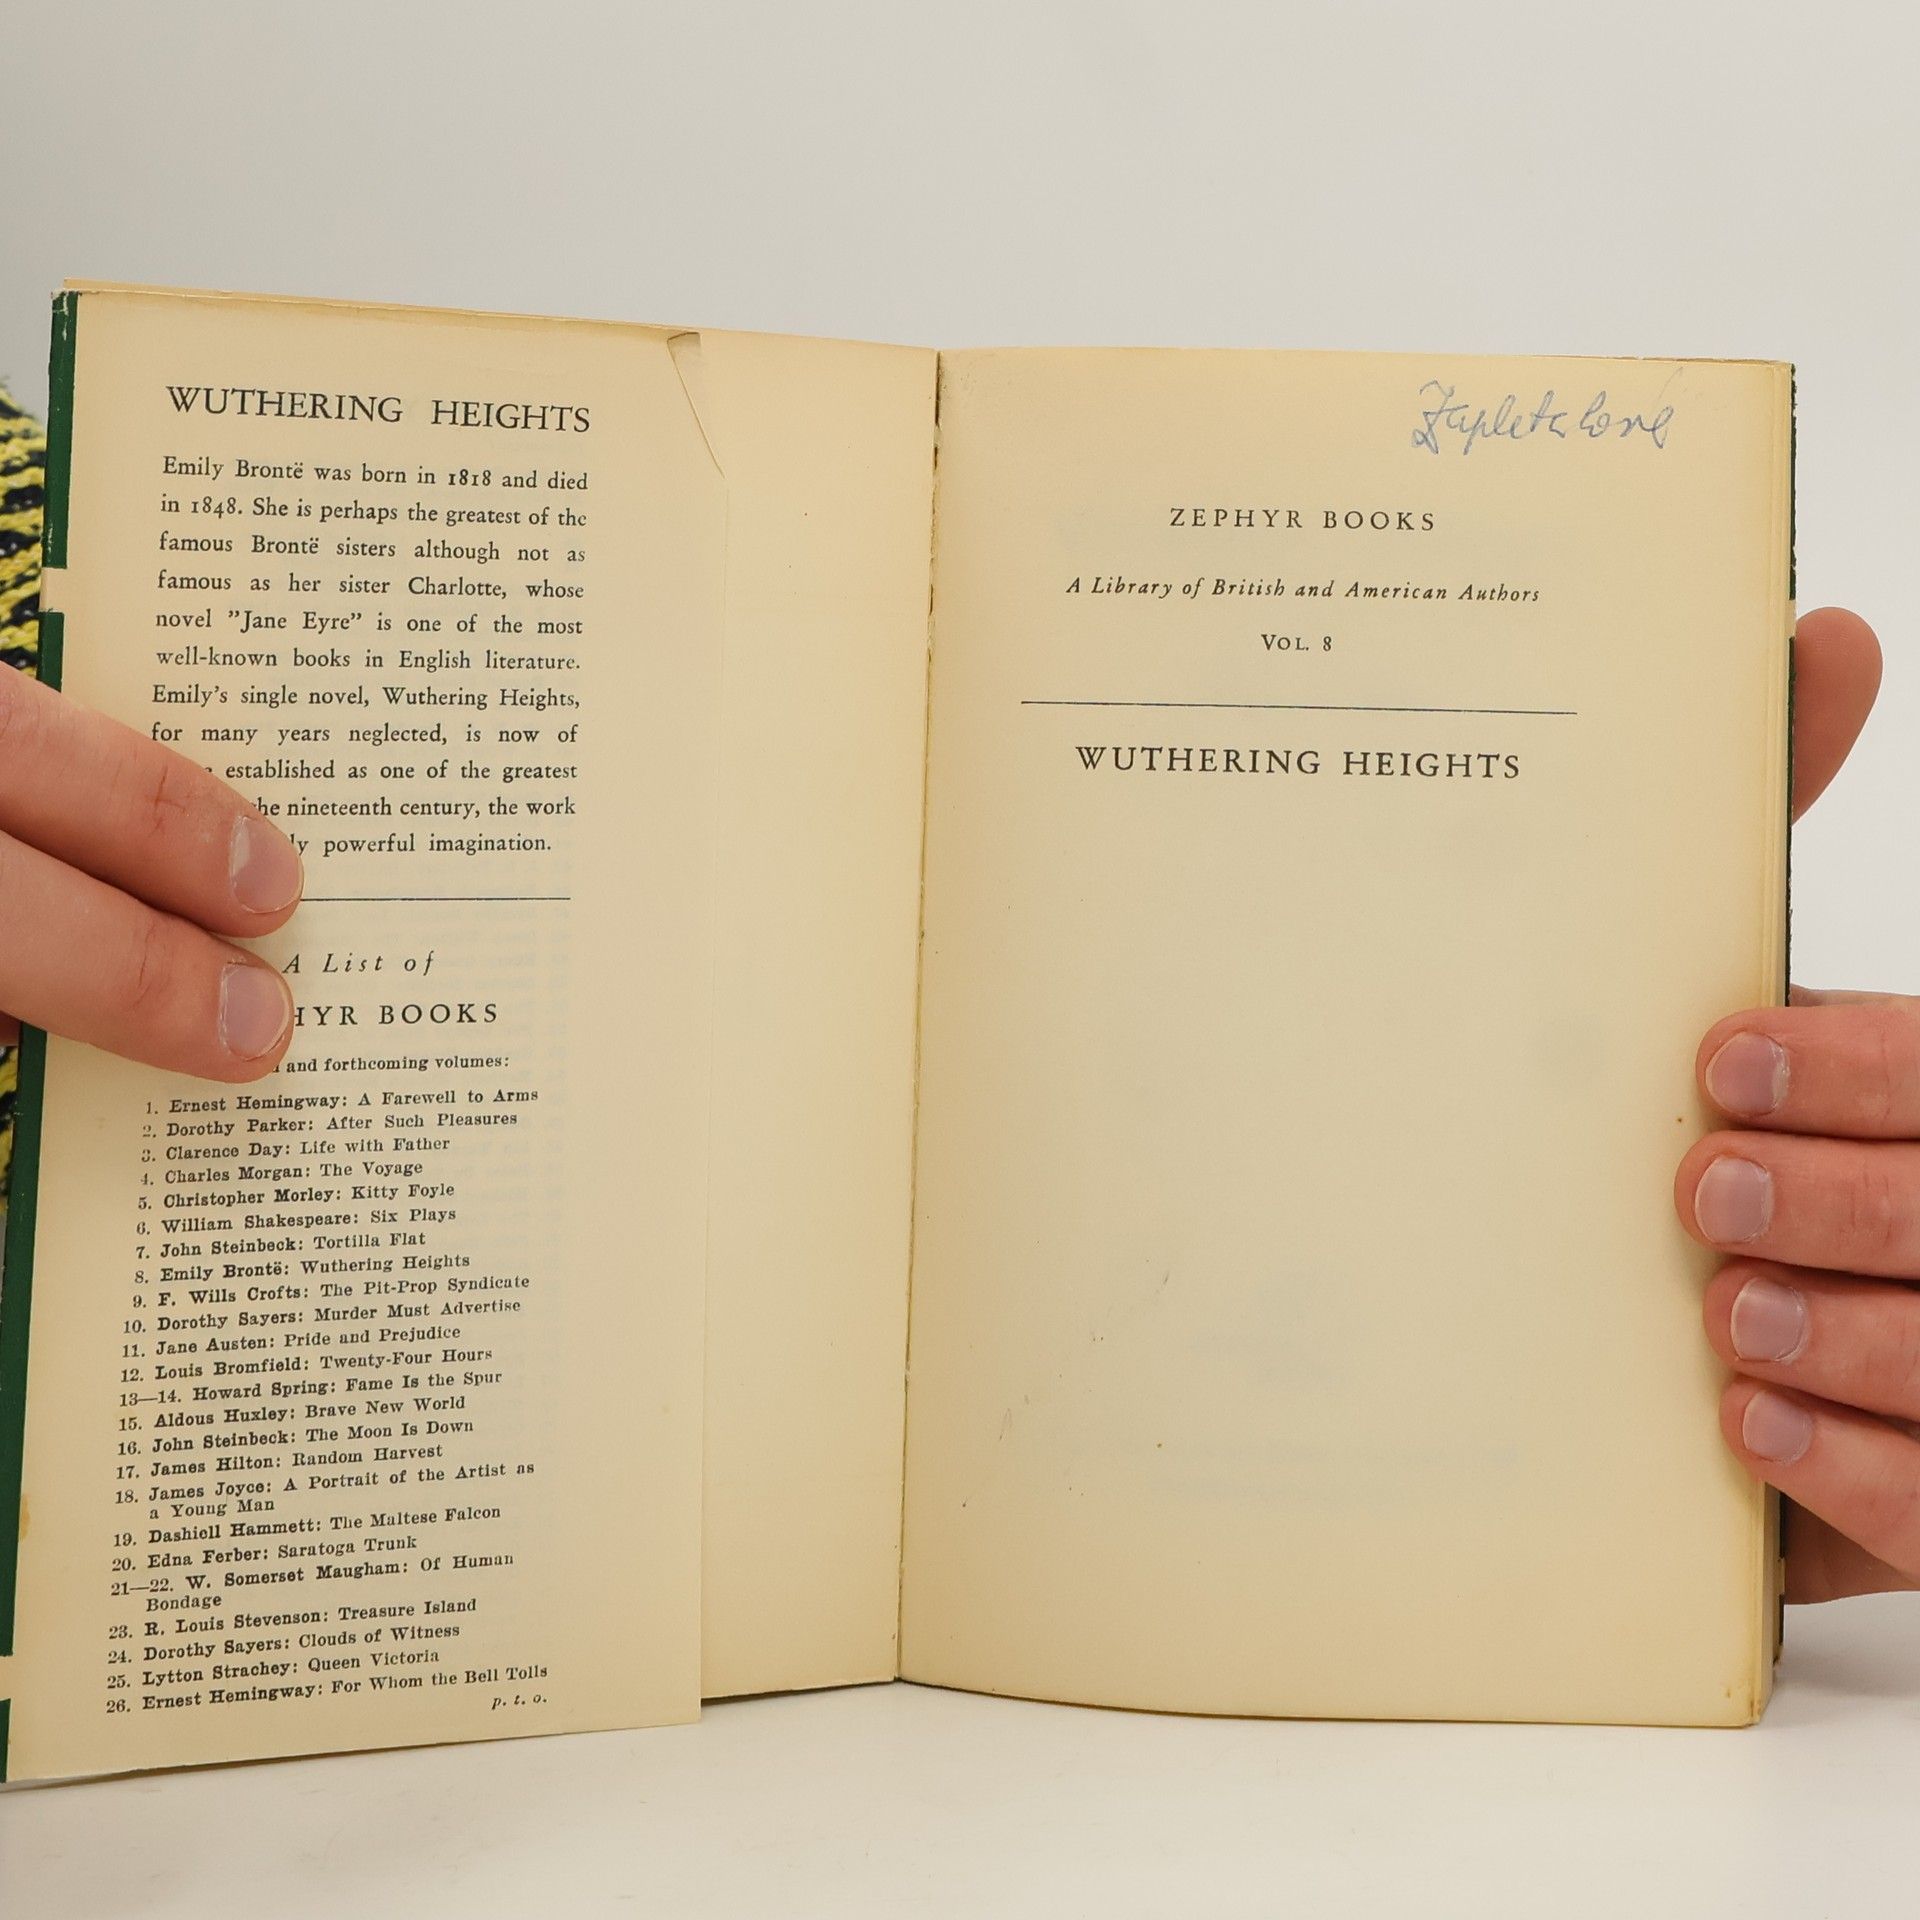 WUTHERING HEIGHTS
Emily Brontë was born in 1818 and died
in 1848. She is perhaps the greatest of the
famous Brontë sisters although not as
famous as her sister Charlotte, whose
novel ”Jane Eyre” is one of the most
well-known books in English literature.
Emily’s single novel, Wuthering Heights,
for many years neglected, is now of
established as one of the greatest
the nineteenth century, the work
powerful imagination.
A List of
HYR BOOKS
and forthcoming volumes:
1. Ernest Hemingway: A Farewell to Arms
2. Dorothy Parker: After Such Pleasures
3. Clarence Day: Life with Father
4. Charles Morgan: The Voyage
5. Christopher Morley: Kitty Foyle
6. William Shakespeare: Six Plays
7. John Steinbeck: Tortilla Flat
8. Emily Brontë: Wuthering Heights
9. F. Wills Crofts: The Pit-Prop Syndicate
10. Dorothy Sayers: Murder Must Advertise
11. Jane Austen: Pride and Prejudice
12. Louis Bromfield: Twenty-Four Hours
13—14. Howard Spring: Fame Is the Spur
15. Aldous Huxley: Brave New World
16. John Steinbeck: The Moon Is Down
17. James Hilton: Random Harvest
18. James Joyce: A Portrait of the Artist as
a Young Man
19. Dashiell Hammett: The Maltese Falcon
20. Edna Ferber: Saratoga Trunk
21—22. W. Somerset Maugham: Of Human
Bondage
23. R. Louis Stevenson: Treasure Island
24. Dorothy Sayers: Clouds of Witness
25. Lytton Strachey: Queen Victoria
26. Ernest Hemingway: For Whom the Bell Tolls
p. t. o.
ZEPHYR BOOKS
A Library of British and American Authors
VOL. 8
WUTHERING HEIGHTS